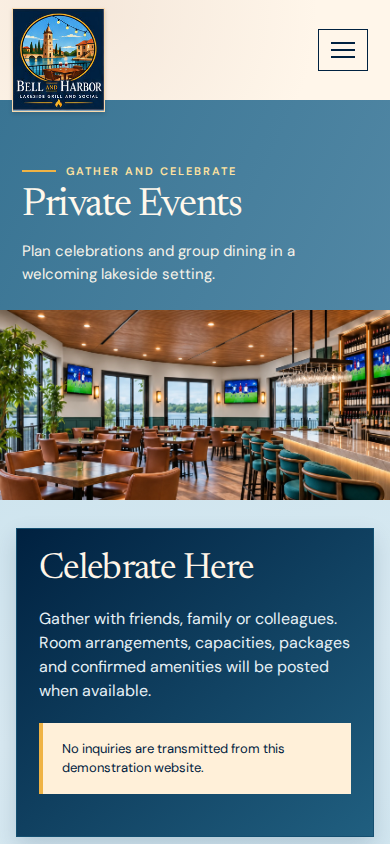 BELL AND HARBOR
LAKESIDE GRILL AND SOCIAL
GATHER AND CELEBRATE
Private Events
Plan celebrations and group dining in a
welcoming lakeside setting.
Celebrate Here
Gather with friends, family or colleagues.
Room arrangements, capacities, packages
and confirmed amenities will be posted
when available.
No inquiries are transmitted from this
demonstration website.